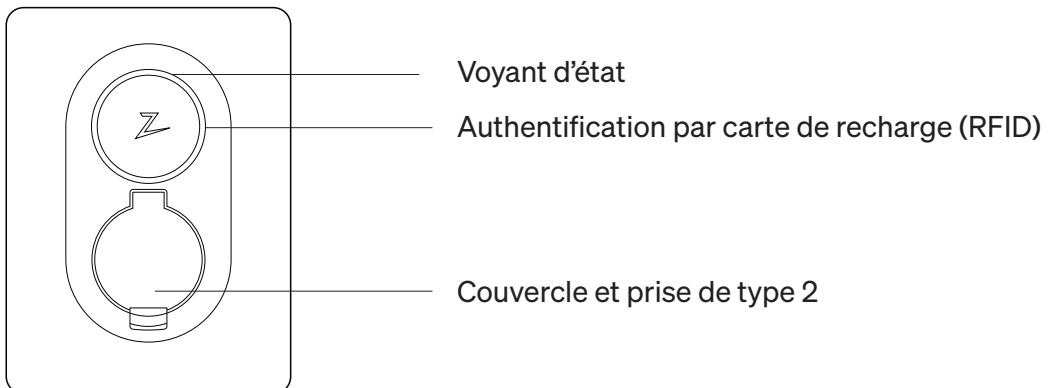 Voyant d’état
Authentification par carte de recharge (RFID)
Couvercle et prise de type 2